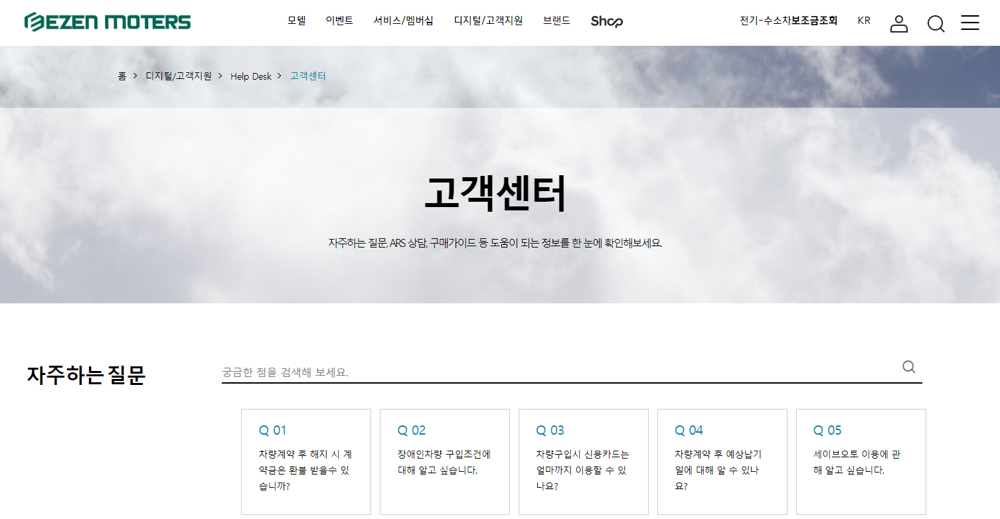 EZEN MOTERS
모델 이벤트 서비스/멤버십 디지털/고객지원 브랜드 Shop 전기-수소차보조금조회 KR
홈 > 디지털/고객지원 > Help Desk > 고객센터
고객센터
자주하는 질문, ARS 상담, 구매가이드 등 도움이 되는 정보를 한 눈에 확인해보세요.
자주하는 질문
궁금한 점을 검색해 보세요.
Q 01
차량계약 후 해지 시 계
약금은 환불 받을수 있
습니까?
Q 02
장애인차량 구입조건에
대해 알고 싶습니다.
Q 03
차량구입시 신용카드는
얼마까지 이용할 수 있
나요?
Q 04
차량계약 후 예상납기
일에 대해 알 수 있나
요?
Q 05
세이브오토 이용에 관
해 알고 싶습니다.